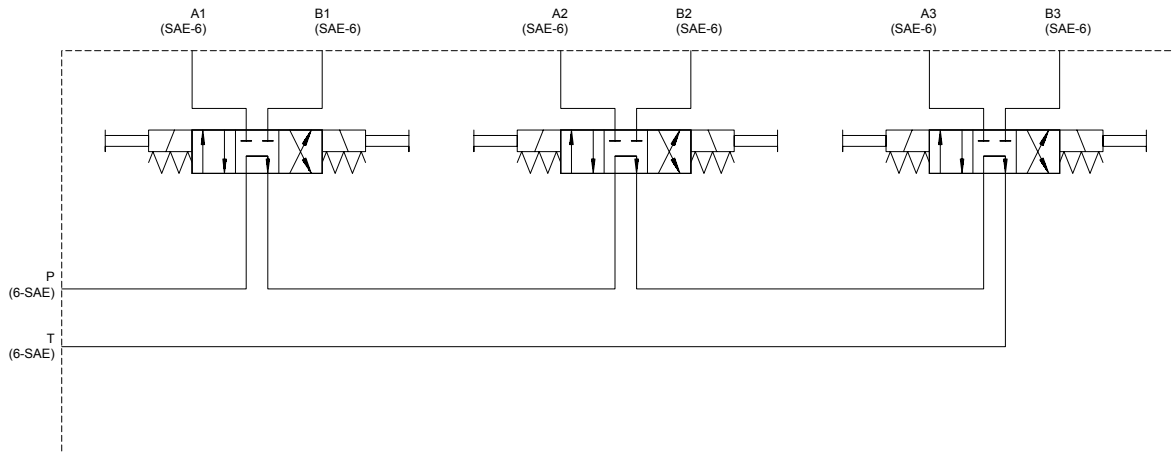 A1
(SAE-6)
B1
(SAE-6)
A2
(SAE-6)
B2
(SAE-6)
A3
(SAE-6)
B3
(SAE-6)
P
(6-SAE)
T
(6-SAE)